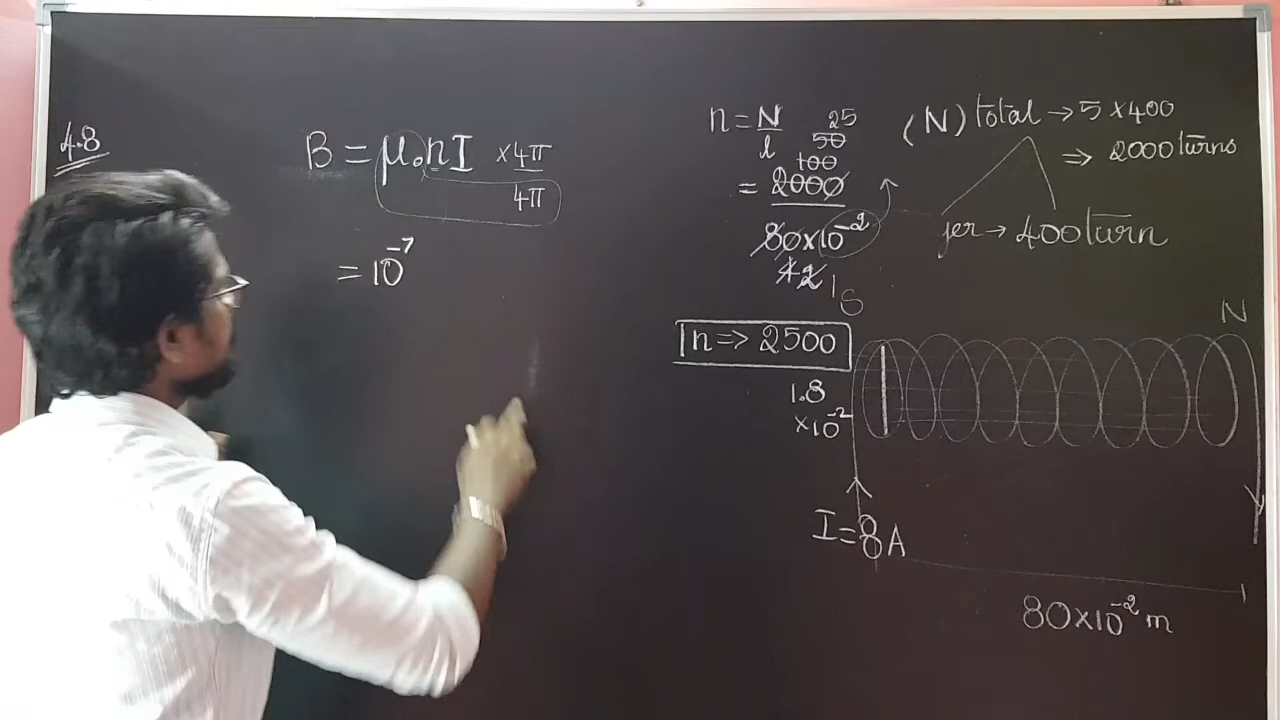 4.8
B = μ₀nI × 4π
4π
= 10⁻⁷
n = N
l
25
50
100
= 2000
80×10⁻²
4 2 1
n => 2500
1.8
×10⁻²
(N) total → 5 × 400
=> 2000 turns
per → 400 turn
S
N
I = 8A
80×10⁻² m